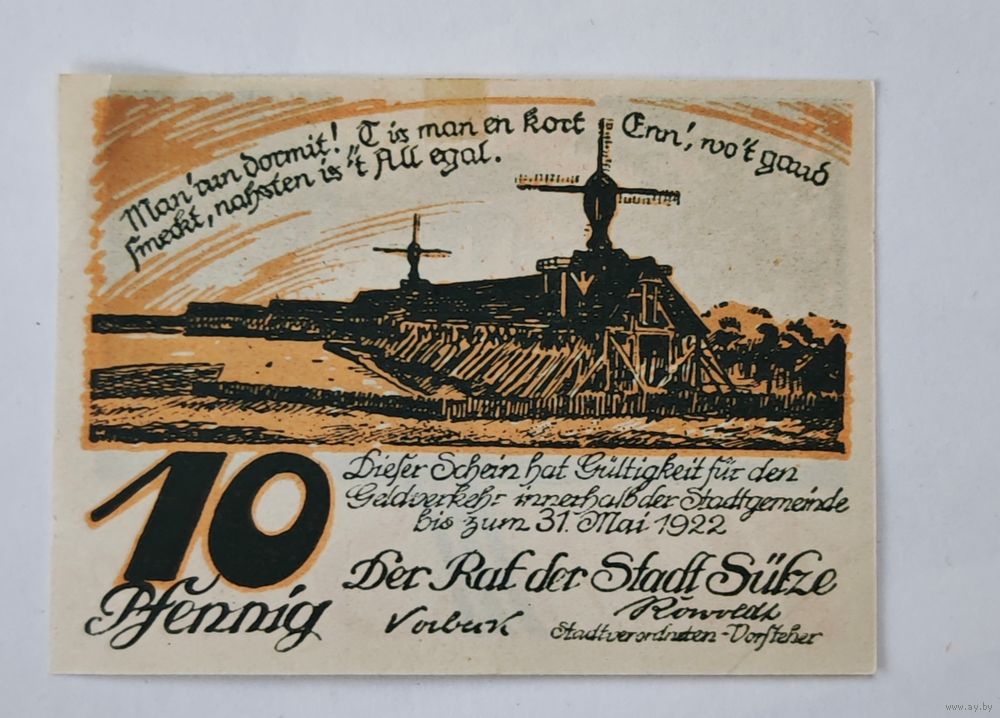 Man'run dormit! T is man en kort Enn', wo't gaud
smeckt, nahsten is 't All egal.
10
Pfennig
Dieser Schein hat Gültigkeit für den
Geldverkehr innerhalb der Stadtgemeinde
bis zum 31. Mai 1922
Der Rat der Stadt Sülze
Stadtverordneten-Vorsteher
www.ay.by